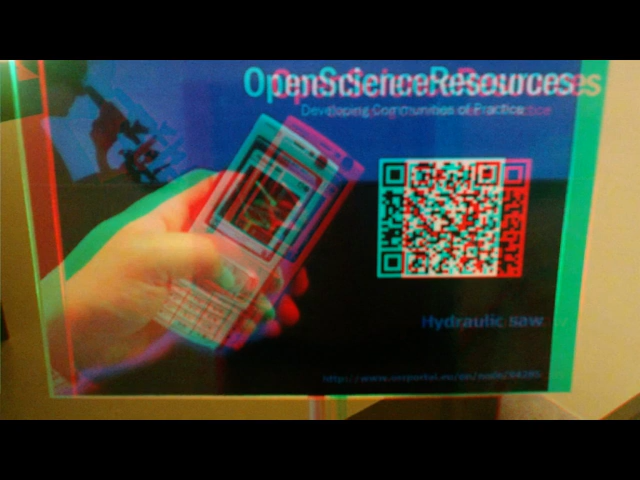 OpenScienceResources
Developing Communities of Practice
Hydraulic saw